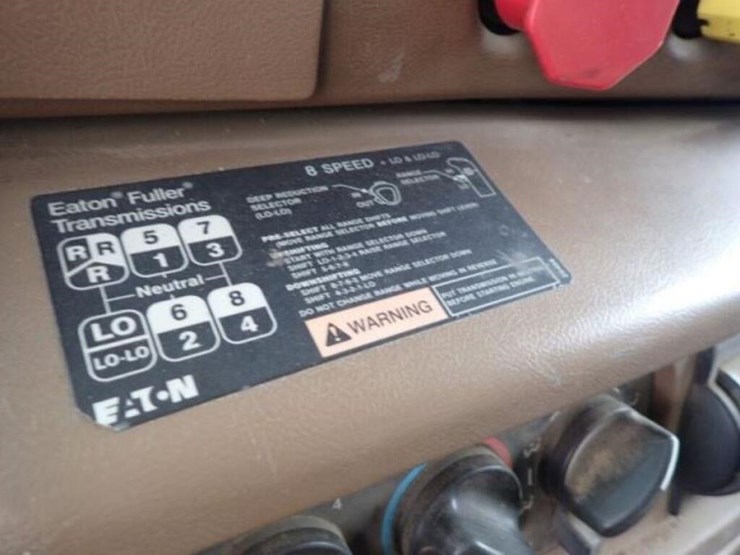 Eaton® Fuller®
Transmissions
R R 5 7
R 1 3
Neutral
LO 6 8
LO-LO 2 4
EATON
8 SPEED + LO & LO-LO
DEEP REDUCTION
SELECTOR
(LO-LO)
OUT
RANGE
SELECTOR
PRE-SELECT ALL RANGE SHIFTS
(MOVE RANGE SELECTOR BEFORE MOVING SHIFT LEVER)
UPSHIFTING
START WITH RANGE SELECTOR DOWN
SHIFT LO-1-2-3-4 RAISE RANGE SELECTOR
SHIFT 5-6-7-8
DOWNSHIFTING
SHIFT 8-7-6-5 MOVE RANGE SELECTOR DOWN
SHIFT 4-3-2-1-LO
DO NOT CHANGE RANGE WHILE MOVING IN REVERSE
WARNING
PUT TRANSMISSION IN
BEFORE STARTING ENGINE
4